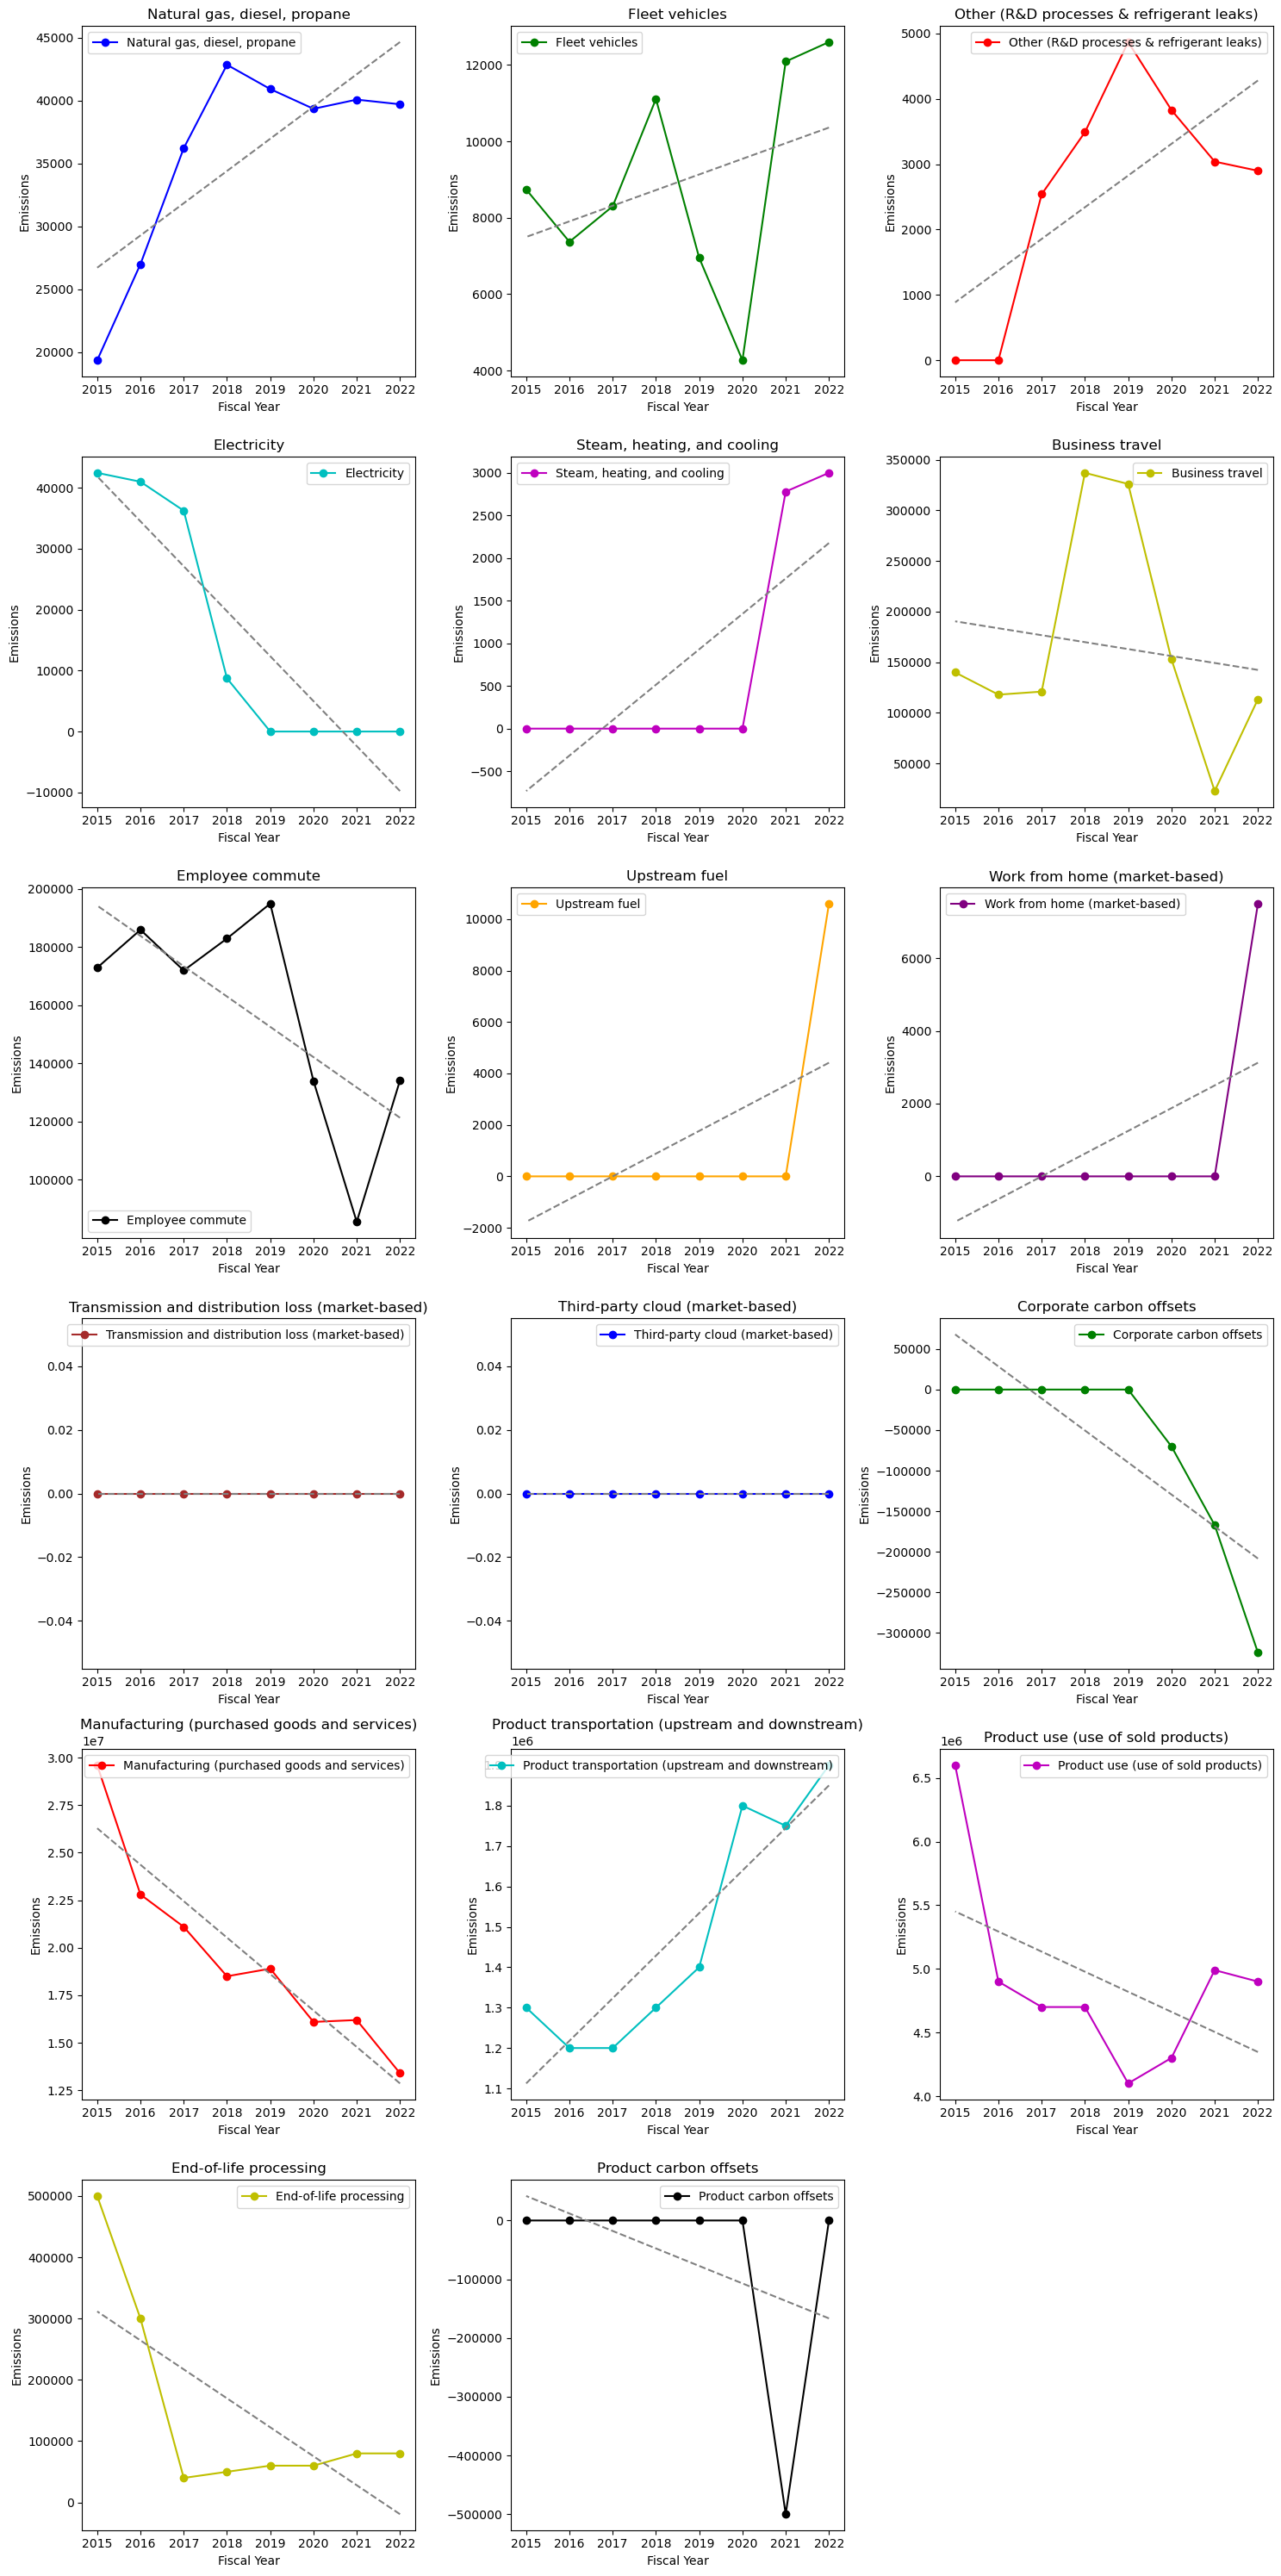 Natural gas, diesel, propane
Natural gas, diesel, propane
45000
40000
35000
30000
25000
20000
Emissions
2015 2016 2017 2018 2019 2020 2021 2022
Fiscal Year
Fleet vehicles
Fleet vehicles
12000
10000
8000
6000
4000
Emissions
2015 2016 2017 2018 2019 2020 2021 2022
Fiscal Year
Other (R&D processes & refrigerant leaks)
Other (R&D processes & refrigerant leaks)
5000
4000
3000
2000
1000
0
Emissions
2015 2016 2017 2018 2019 2020 2021 2022
Fiscal Year
Electricity
Electricity
40000
30000
20000
10000
0
−10000
Emissions
2015 2016 2017 2018 2019 2020 2021 2022
Fiscal Year
Steam, heating, and cooling
Steam, heating, and cooling
3000
2500
2000
1500
1000
500
0
−500
Emissions
2015 2016 2017 2018 2019 2020 2021 2022
Fiscal Year
Business travel
Business travel
350000
300000
250000
200000
150000
100000
50000
Emissions
2015 2016 2017 2018 2019 2020 2021 2022
Fiscal Year
Employee commute
200000
180000
160000
140000
120000
100000
Emissions
Employee commute
2015 2016 2017 2018 2019 2020 2021 2022
Fiscal Year
Upstream fuel
Upstream fuel
10000
8000
6000
4000
2000
0
−2000
Emissions
2015 2016 2017 2018 2019 2020 2021 2022
Fiscal Year
Work from home (market-based)
Work from home (market-based)
6000
4000
2000
0
Emissions
2015 2016 2017 2018 2019 2020 2021 2022
Fiscal Year
Transmission and distribution loss (market-based)
Transmission and distribution loss (market-based)
0.04
0.02
0.00
−0.02
−0.04
Emissions
2015 2016 2017 2018 2019 2020 2021 2022
Fiscal Year
Third-party cloud (market-based)
Third-party cloud (market-based)
0.04
0.02
0.00
−0.02
−0.04
Emissions
2015 2016 2017 2018 2019 2020 2021 2022
Fiscal Year
Corporate carbon offsets
Corporate carbon offsets
50000
0
−50000
−100000
−150000
−200000
−250000
−300000
Emissions
2015 2016 2017 2018 2019 2020 2021 2022
Fiscal Year
Manufacturing (purchased goods and services)
1e7
Manufacturing (purchased goods and services)
3.00
2.75
2.50
2.25
2.00
1.75
1.50
1.25
Emissions
2015 2016 2017 2018 2019 2020 2021 2022
Fiscal Year
Product transportation (upstream and downstream)
1e6
Product transportation (upstream and downstream)
1.8
1.7
1.6
1.5
1.4
1.3
1.2
1.1
Emissions
2015 2016 2017 2018 2019 2020 2021 2022
Fiscal Year
Product use (use of sold products)
1e6
Product use (use of sold products)
6.5
6.0
5.5
5.0
4.5
4.0
Emissions
2015 2016 2017 2018 2019 2020 2021 2022
Fiscal Year
End-of-life processing
End-of-life processing
500000
400000
300000
200000
100000
0
Emissions
2015 2016 2017 2018 2019 2020 2021 2022
Fiscal Year
Product carbon offsets
Product carbon offsets
0
−100000
−200000
−300000
−400000
−500000
Emissions
2015 2016 2017 2018 2019 2020 2021 2022
Fiscal Year